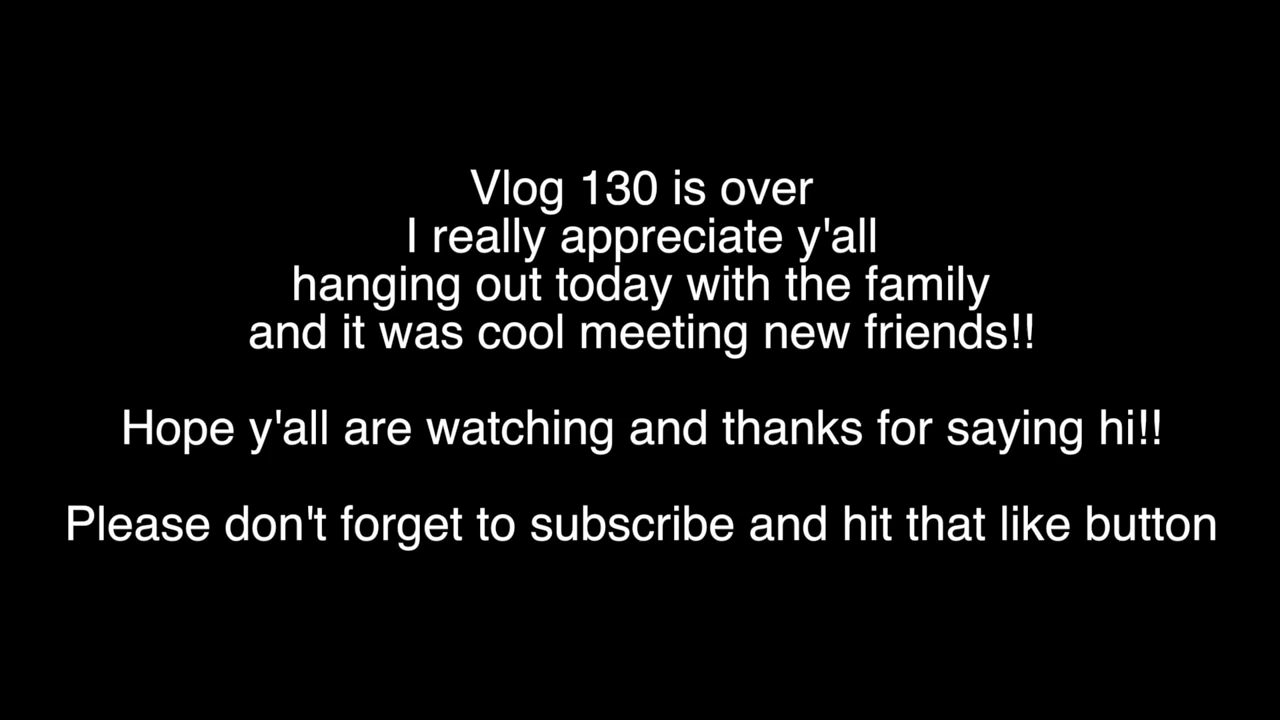 Vlog 130 is over
I really appreciate y'all
hanging out today with the family
and it was cool meeting new friends!!
Hope y'all are watching and thanks for saying hi!!
Please don't forget to subscribe and hit that like button